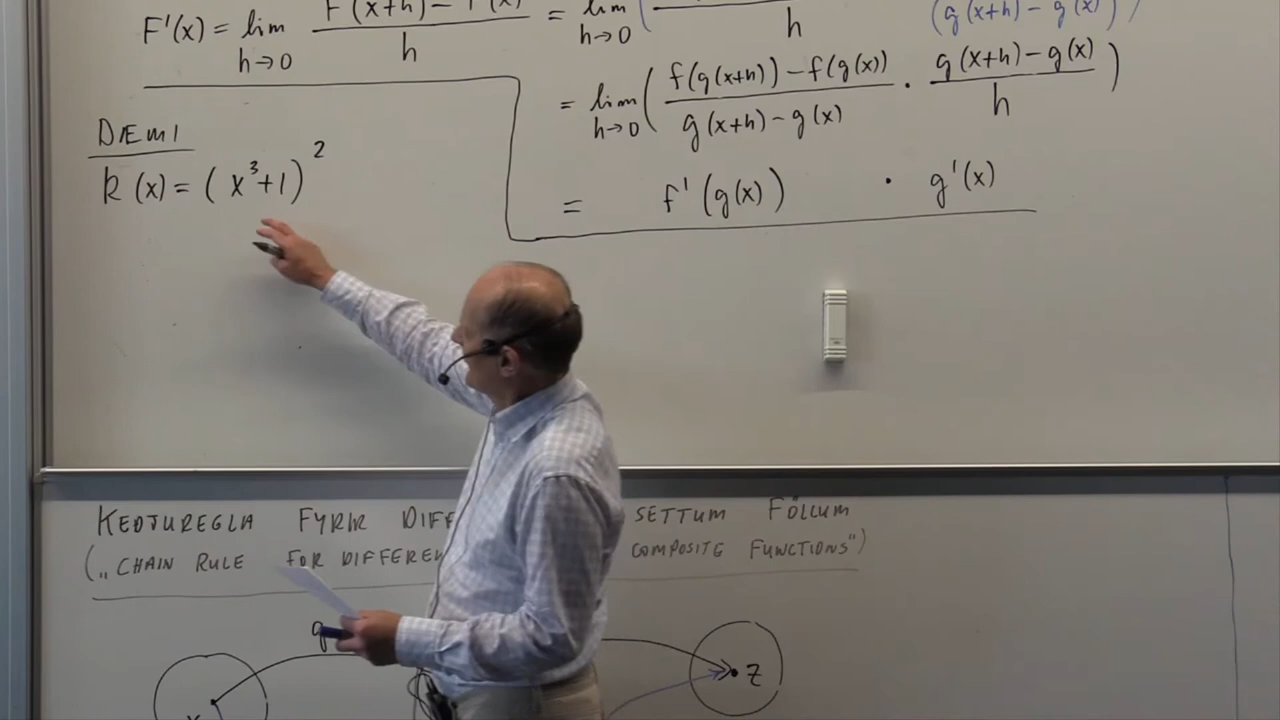 F'(x) = lim h→0 F(x+h) − F(x) / h = lim h→0 ( / h
(g(x+h) − g(x)) )
= lim h→0 ( f(g(x+h)) − f(g(x)) / g(x+h) − g(x) · g(x+h) − g(x) / h )
= f'(g(x)) · g'(x)
DÆMI
k(x) = (x³+1)²
KEÐJUREGLA FYRIR DIFF SETTUM FÖLLUM
(„CHAIN RULE FOR DIFFEREN COMPOSITE FUNCTIONS")
g
x
z